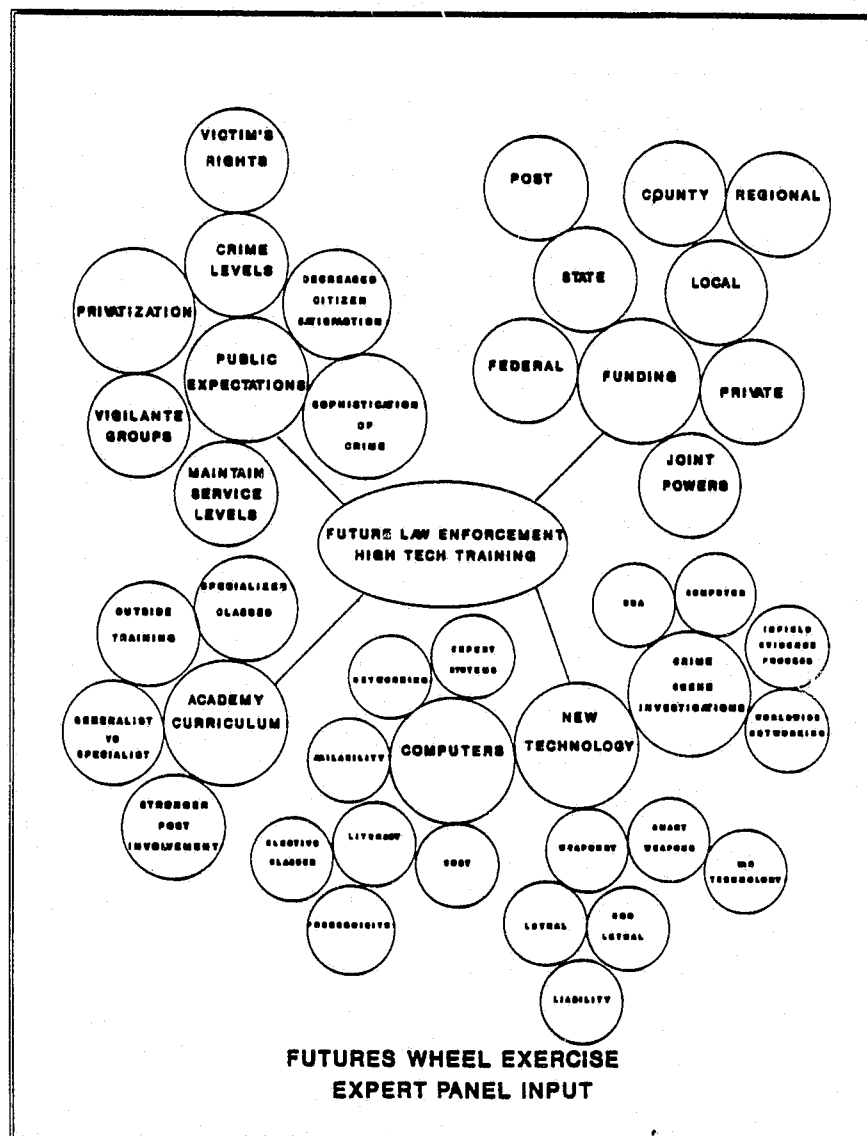 VICTIM'S
RIGHTS
CRIME
LEVELS
DECREASED
CITIZEN
SATISFACTION
PRIVATIZATION
PUBLIC
EXPECTATIONS
SOPHISTICATION
OF
CRIME
VIGILANTE
GROUPS
MAINTAIN
SERVICE
LEVELS
POST
COUNTY
REGIONAL
STATE
LOCAL
FEDERAL
FUNDING
PRIVATE
JOINT
POWERS
FUTURE LAW ENFORCEMENT
HIGH TECH TRAINING
OUTSIDE
TRAINING
SPECIALIZED
CLASSES
GENERALIST
VS
SPECIALIST
ACADEMY
CURRICULUM
STRONGER
POST
INVOLVEMENT
NETWORKING
EXPERT
SYSTEMS
COMPUTERS
LITERACY
ELECTIVE
CLASSES
COST
PREREQUISITE
NEW
TECHNOLOGY
DNA
COMPUTER
CRIME
SCENE
INVESTIGATIONS
INFIELD
EVIDENCE
PROCESS
WORLDWIDE
NETWORKING
WEAPONRY
SMART
WEAPONS
TECHNOLOGY
LETHAL
NON
LETHAL
LIABILITY
FUTURES WHEEL EXERCISE
EXPERT PANEL INPUT